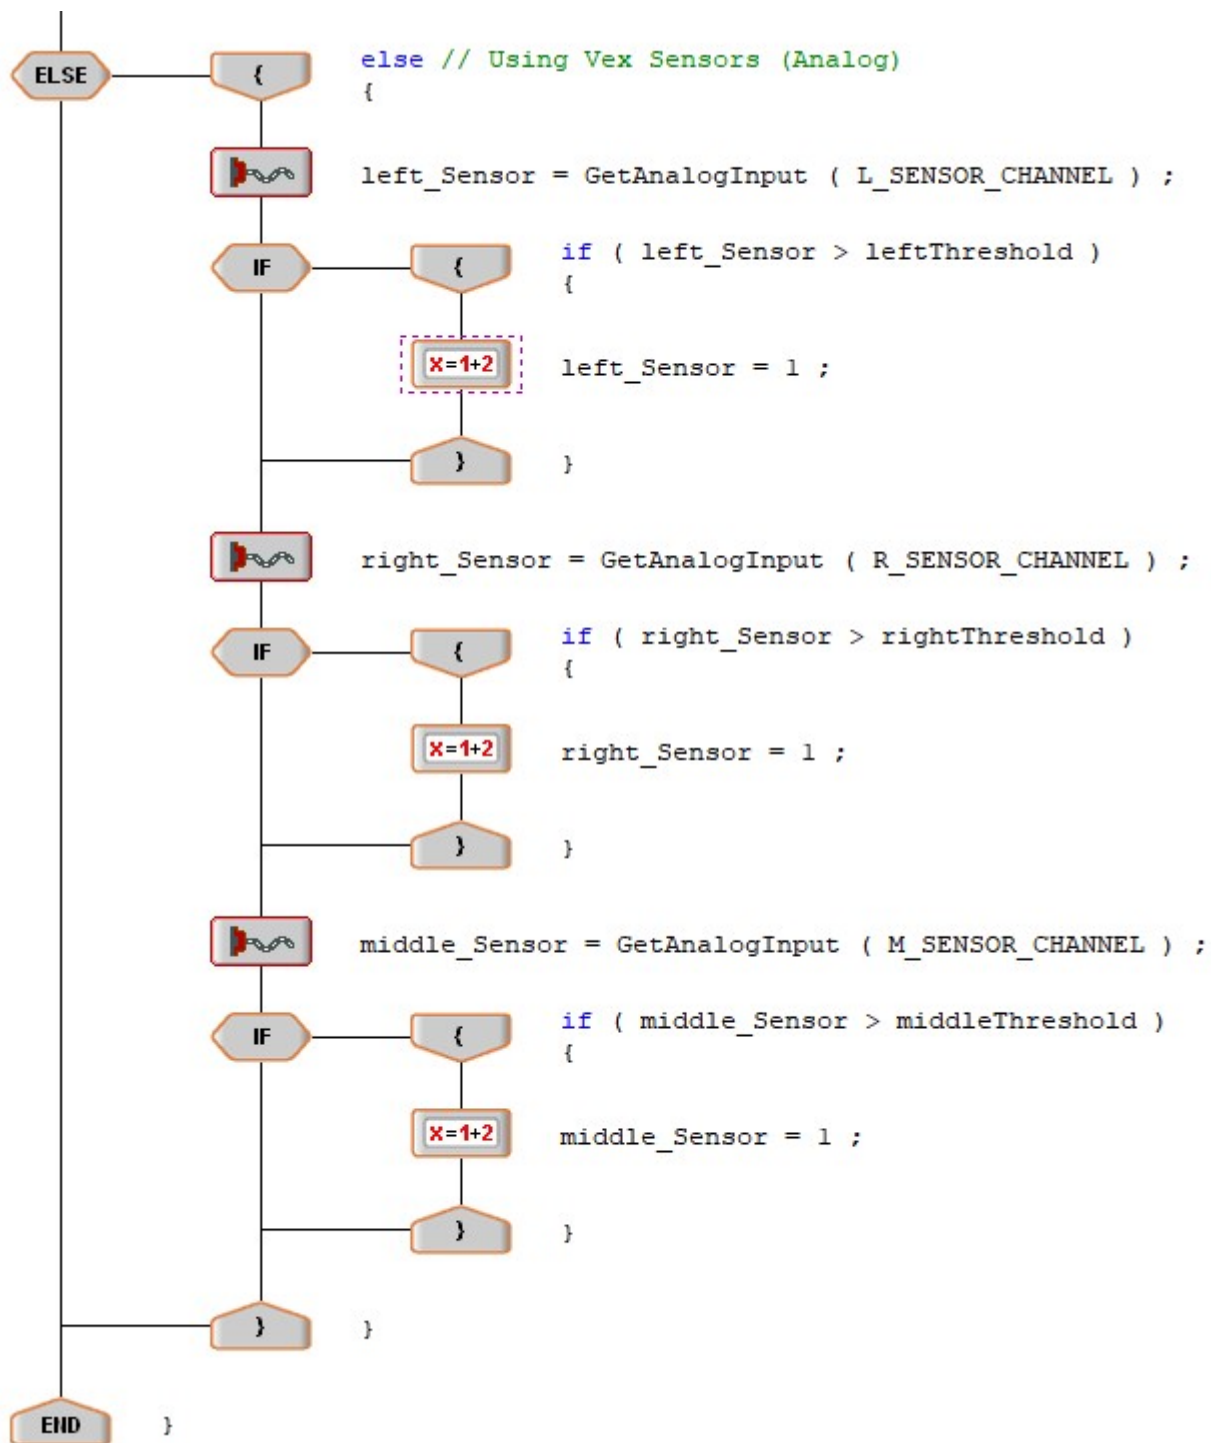 ELSE { else // Using Vex Sensors (Analog)
{
left_Sensor = GetAnalogInput ( L_SENSOR_CHANNEL ) ;
IF { if ( left_Sensor > leftThreshold )
{
X=1+2 left_Sensor = 1 ;
} }
right_Sensor = GetAnalogInput ( R_SENSOR_CHANNEL ) ;
IF { if ( right_Sensor > rightThreshold )
{
X=1+2 right_Sensor = 1 ;
} }
middle_Sensor = GetAnalogInput ( M_SENSOR_CHANNEL ) ;
IF { if ( middle_Sensor > middleThreshold )
{
X=1+2 middle_Sensor = 1 ;
} }
} }
END }